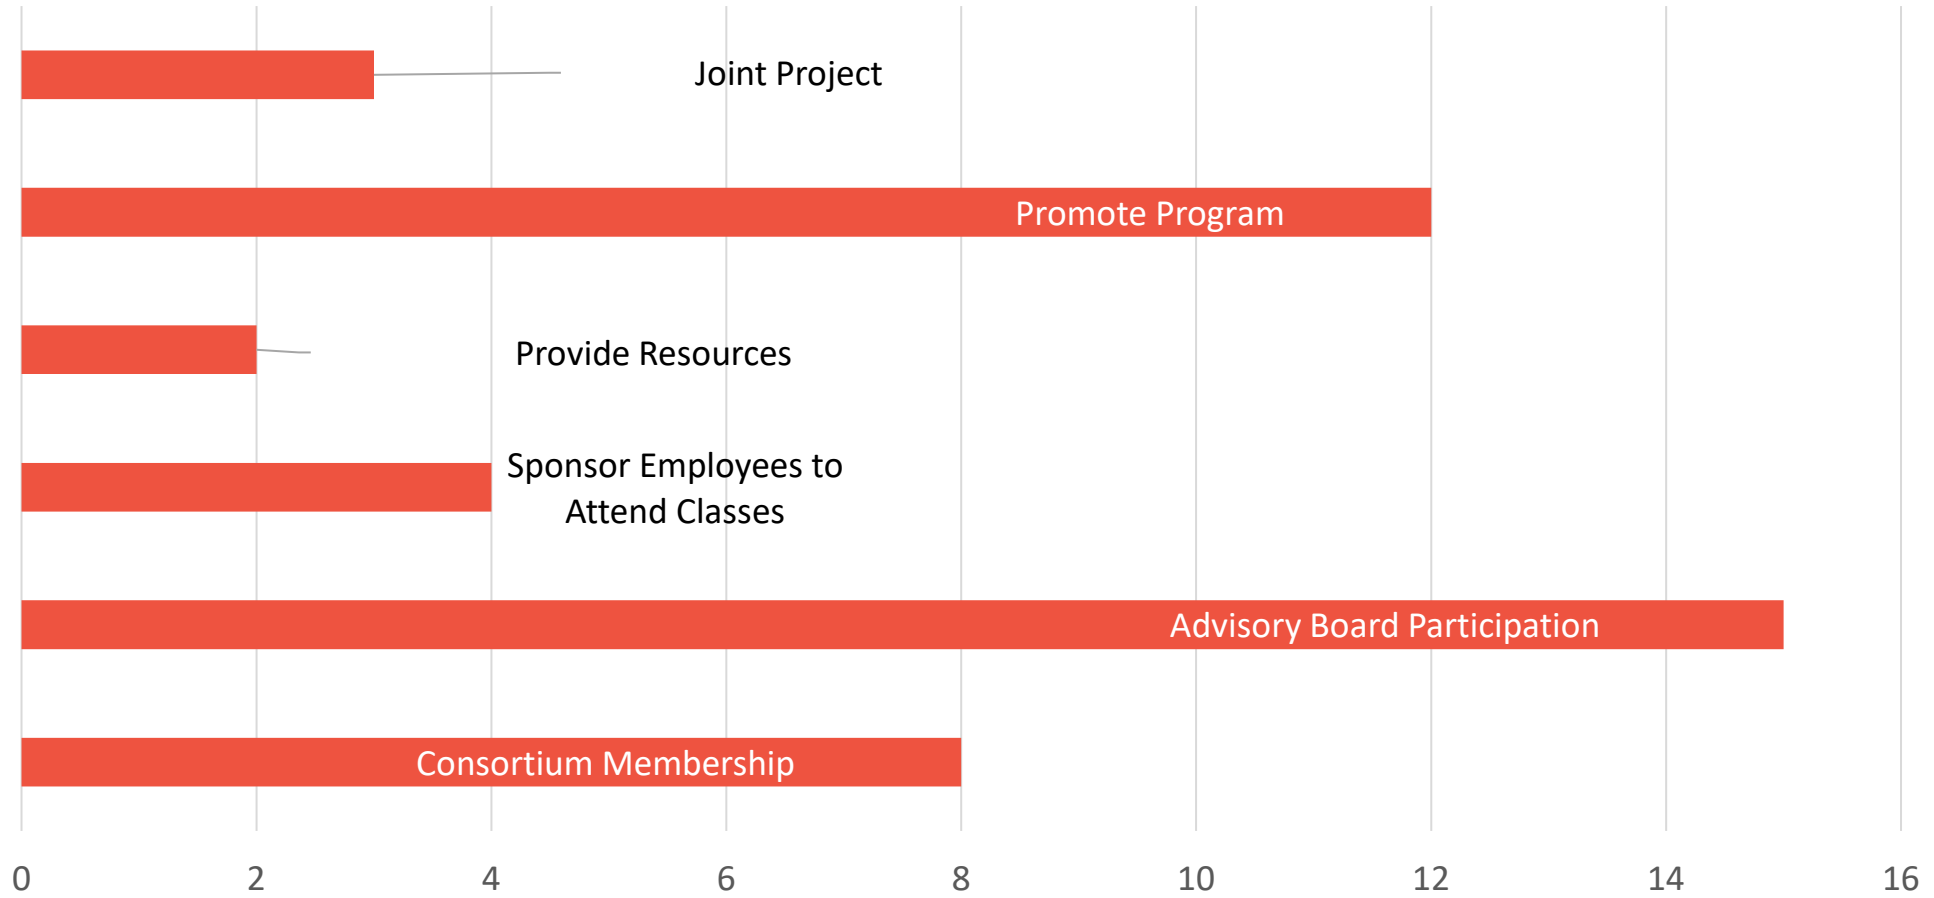 Joint Project
Promote Program
Provide Resources
Sponsor Employees to
Attend Classes
Advisory Board Participation
Consortium Membership
0 2 4 6 8 10 12 14 16